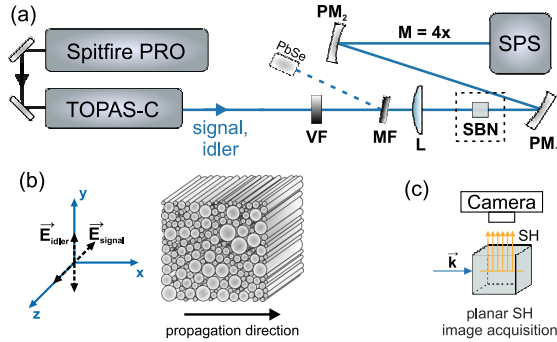 (a)
Spitfire PRO
TOPAS-C
signal,
idler
PbSe
VF
MF
L
SBN
PM₂
M = 4x
SPS
PM
(b)
y
E idler
E signal
x
z
propagation direction
(c)
Camera
SH
k
planar SH
image acquisition